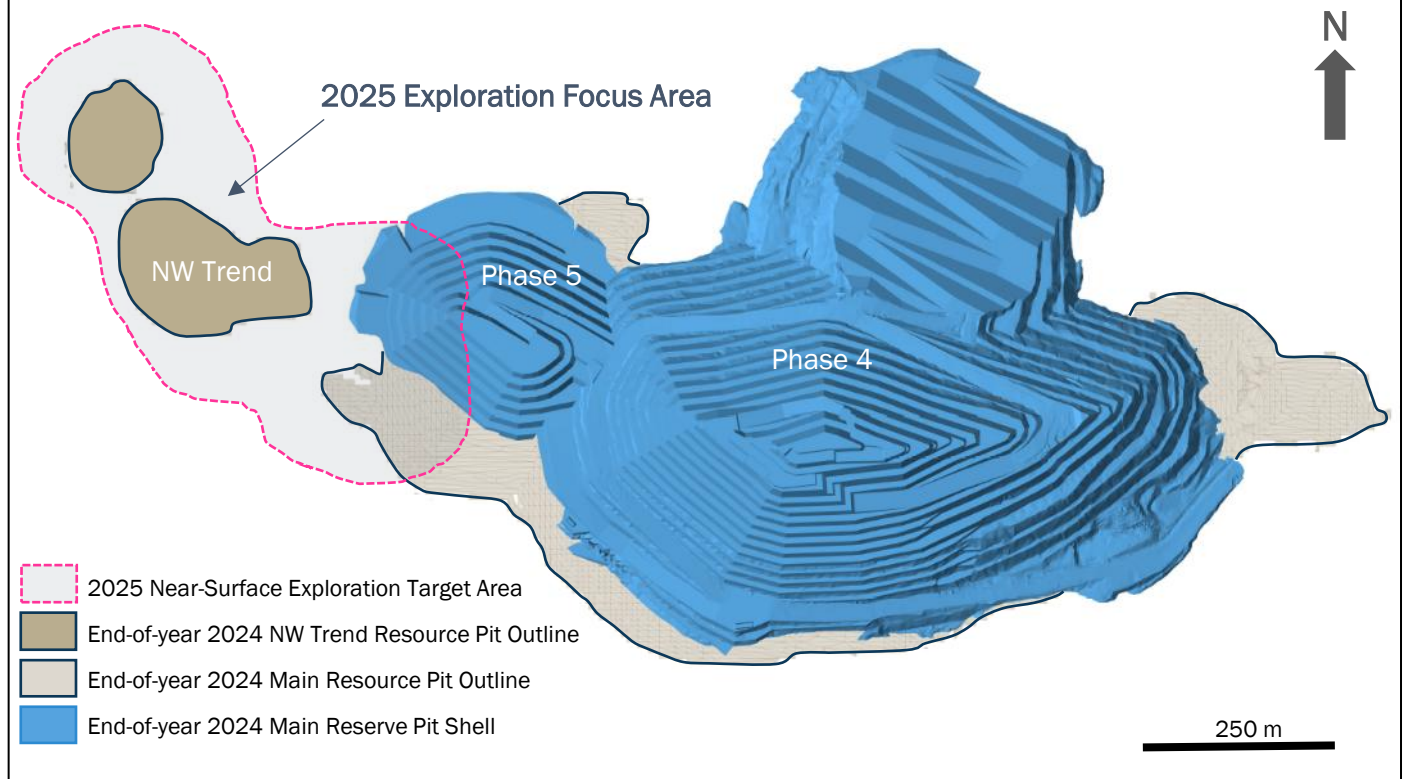 N
2025 Exploration Focus Area
NW Trend
Phase 5
Phase 4
2025 Near-Surface Exploration Target Area
End-of-year 2024 NW Trend Resource Pit Outline
End-of-year 2024 Main Resource Pit Outline
End-of-year 2024 Main Reserve Pit Shell
250 m